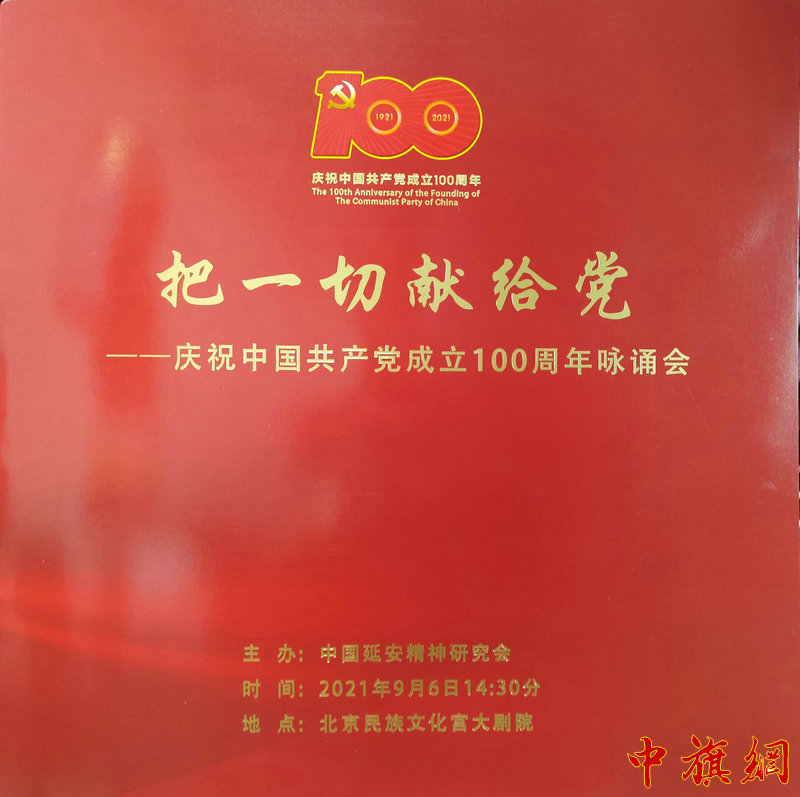 100
1921
2021
庆祝中国共产党成立100周年
The 100th Anniversary of the Founding of
The Communist Party of China
把一切献给党
——庆祝中国共产党成立100周年咏诵会
主 办：中国延安精神研究会
时 间：2021年9月6日14:30分
地 点：北京民族文化宫大剧院
中旗網